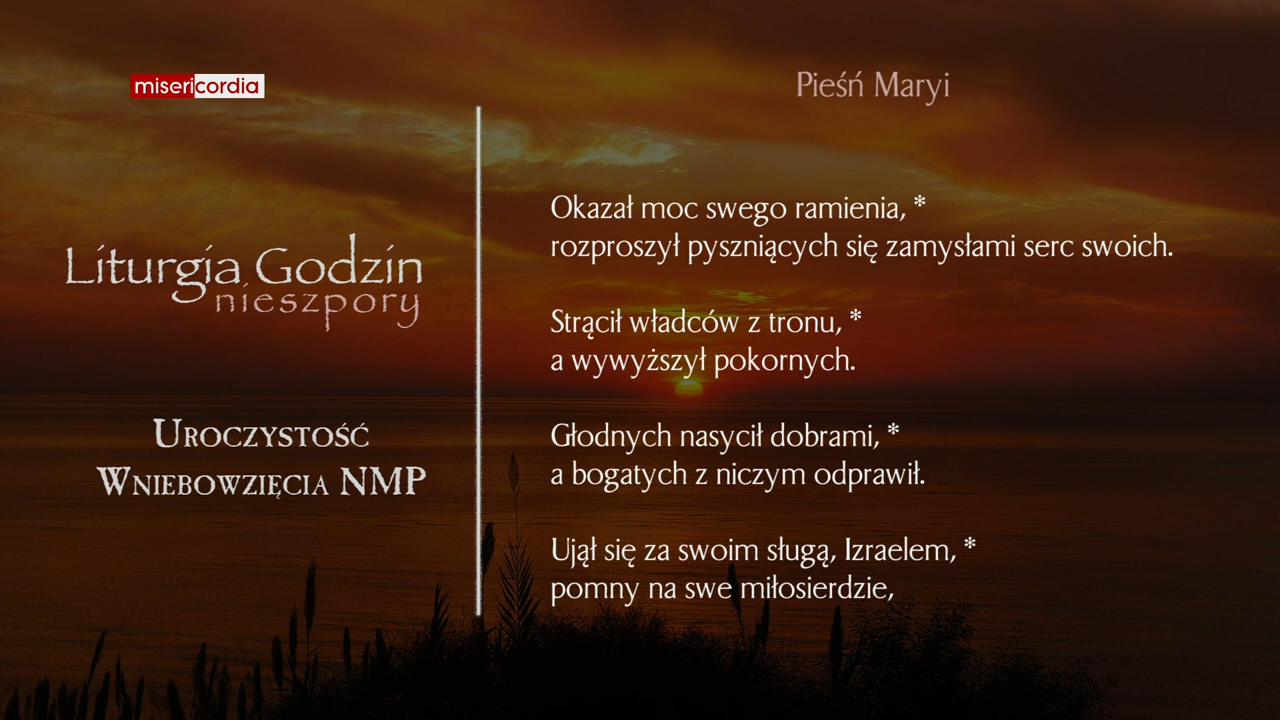 misericordia
Liturgia Godzin
nieszpory
Uroczystość
Wniebowzięcia NMP
Pieśń Maryi
Okazał moc swego ramienia, *
rozproszył pyszniących się zamysłami serc swoich.
Strącił władców z tronu, *
a wywyższył pokornych.
Głodnych nasycił dobrami, *
a bogatych z niczym odprawił.
Ujął się za swoim sługą, Izraelem, *
pomny na swe miłosierdzie,